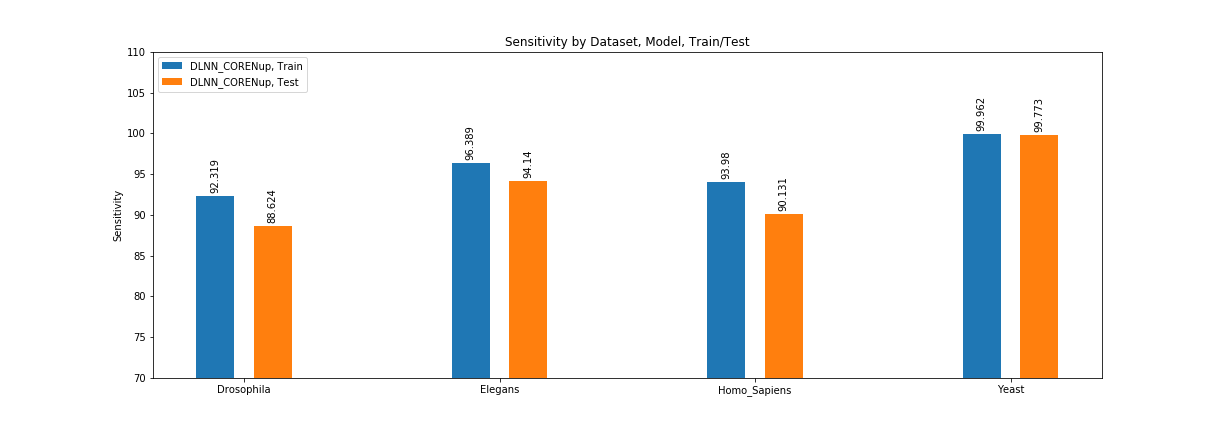 Sensitivity by Dataset, Model, Train/Test
110
105
100
95
90
85
80
75
70
Sensitivity
DLNN_CORENup, Train
DLNN_CORENup, Test
92.319
88.624
96.389
94.14
93.98
90.131
99.962
99.773
Drosophila
Elegans
Homo_Sapiens
Yeast